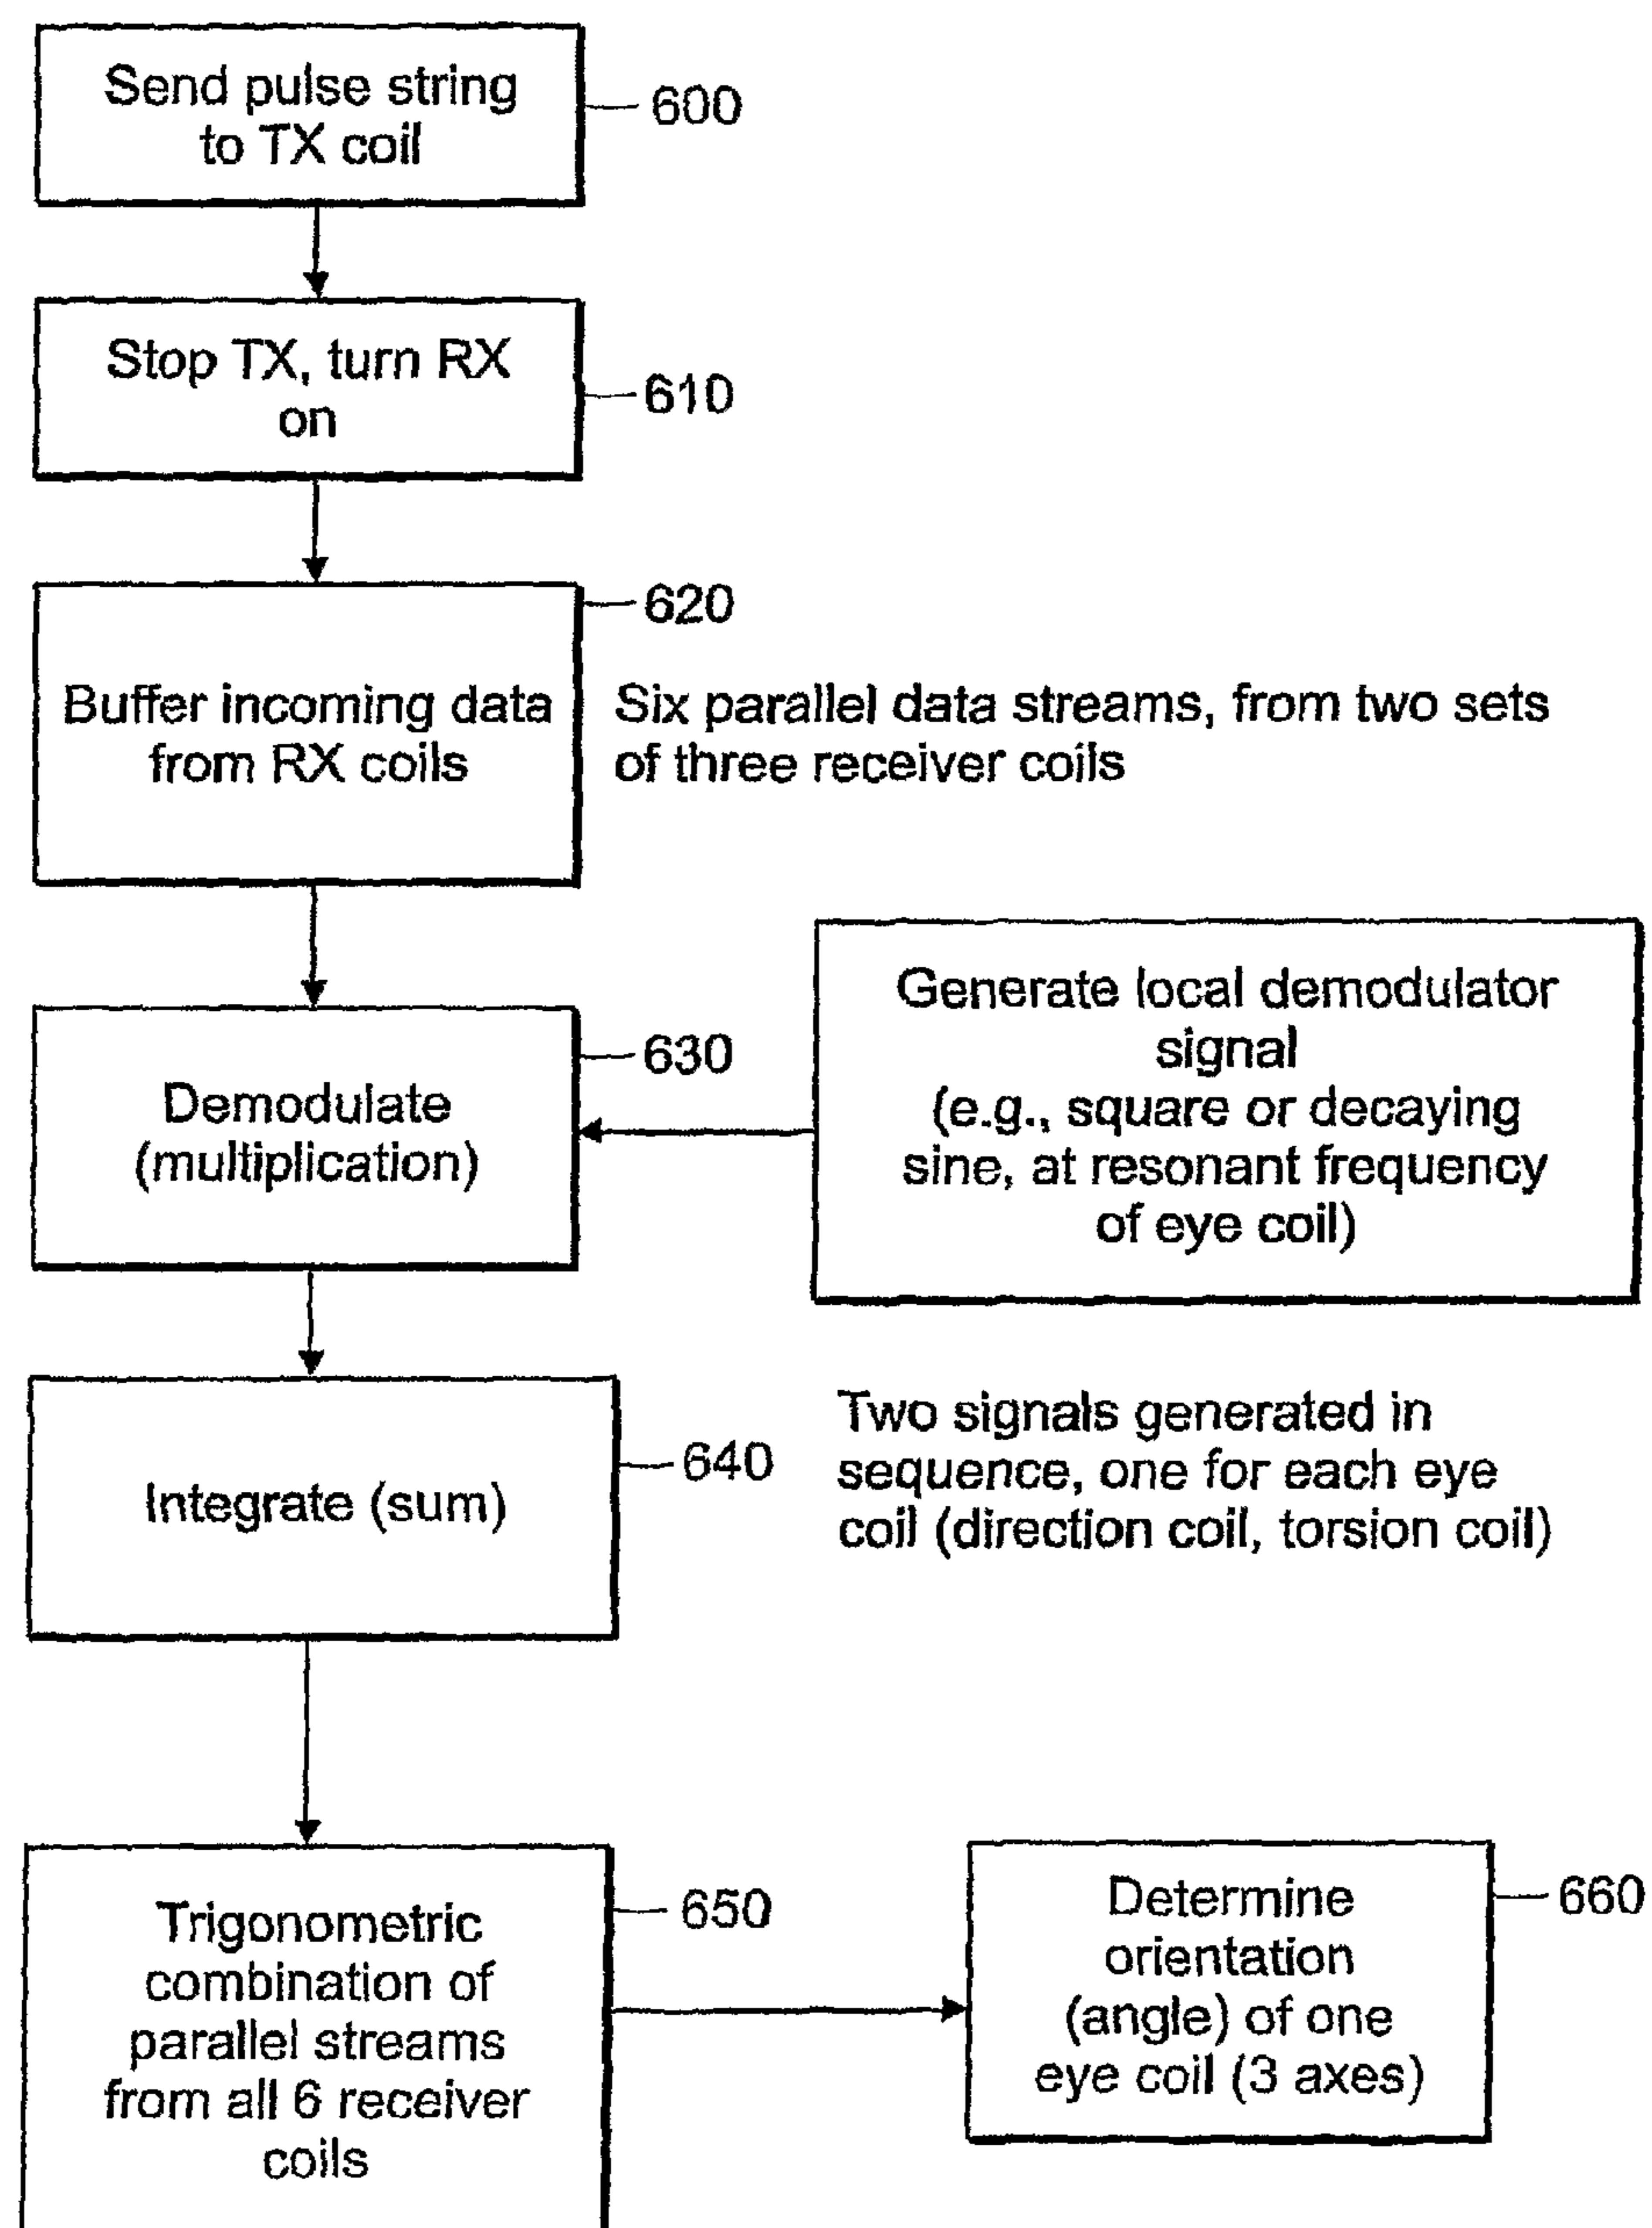 Send pulse string
to TX coil
600
Stop TX, turn RX
on
610
620
Buffer incoming data
from RX coils
Six parallel data streams, from two sets
of three receiver coils
Demodulate
(multiplication)
630
Generate local demodulator
signal
(e.g., square or decaying
sine, at resonant frequency
of eye coil)
Integrate (sum)
640
Two signals generated in
sequence, one for each eye
coil (direction coil, torsion coil)
Trigonometric
combination of
parallel streams
from all 6 receiver
coils
650
Determine
orientation
(angle) of one
eye coil (3 axes)
660